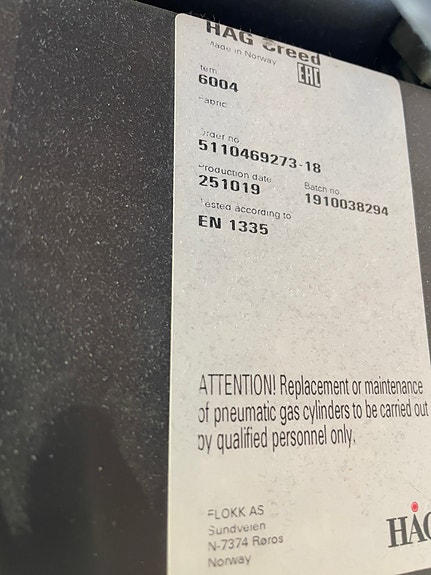 HÅG Creed
Made in Norway
EAC
Item
6004
Fabric
Order no
5110469273-18
Production date
251019
Batch no.
1910038294
Tested according to
EN 1335
ATTENTION! Replacement or maintenance
of pneumatic gas cylinders to be carried out
by qualified personnel only.
FLOKK AS
Sundveien
N-7374 Røros
Norway
HÅG